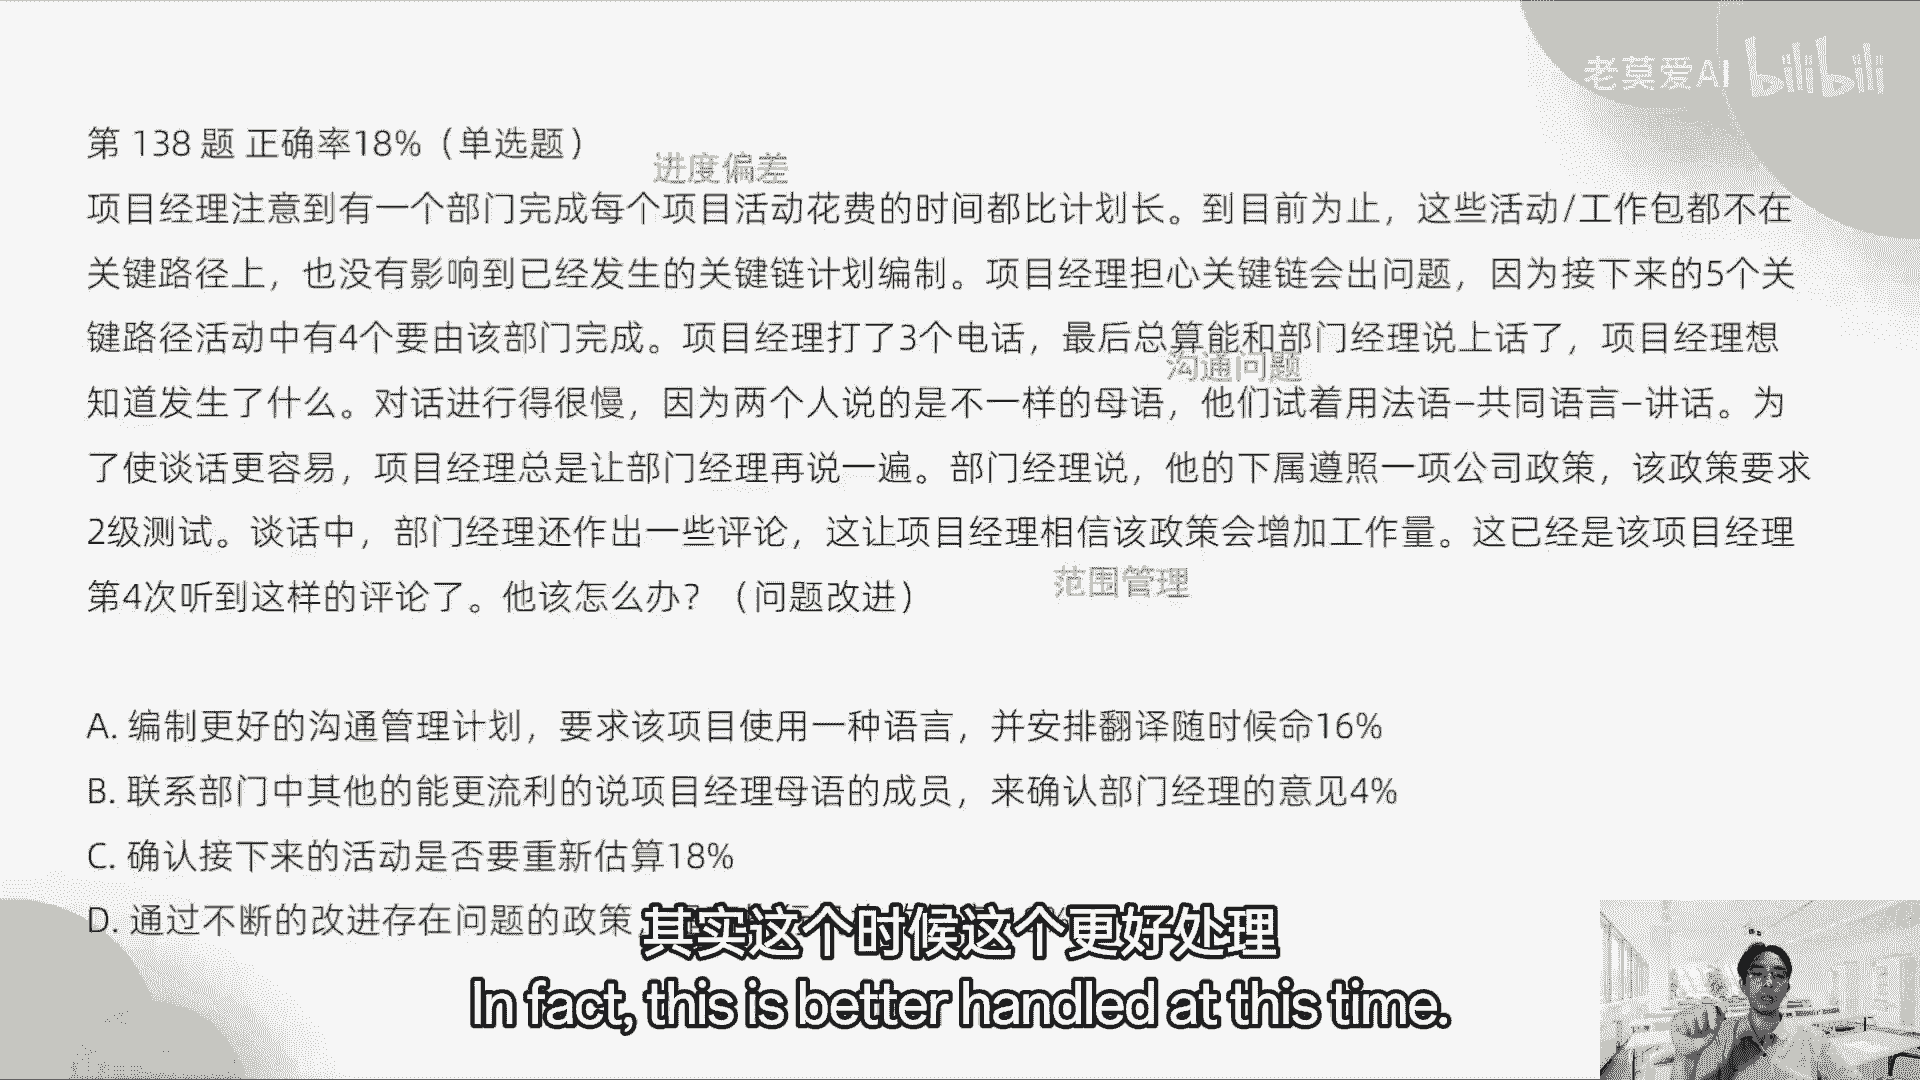 老莫爱AI bilibili
第 138 题 正确率18%（单选题）
进度偏差
项目经理注意到有一个部门完成每个项目活动花费的时间都比计划长。到目前为止，这些活动/工作包都不在
关键路径上，也没有影响到已经发生的关键链计划编制。项目经理担心关键链会出问题，因为接下来的5个关
键路径活动中有4个要由该部门完成。项目经理打了3个电话，最后总算能和部门经理说上话了，项目经理想
沟通问题
知道发生了什么。对话进行得很慢，因为两个人说的是不一样的母语，他们试着用法语–共同语言–讲话。为
了使谈话更容易，项目经理总是让部门经理再说一遍。部门经理说，他的下属遵照一项公司政策，该政策要求
2级测试。谈话中，部门经理还作出一些评论，这让项目经理相信该政策会增加工作量。这已经是该项目经理
范围管理
第4次听到这样的评论了。他该怎么办？（问题改进）
A. 编制更好的沟通管理计划，要求该项目使用一种语言，并安排翻译随时候命16%
B. 联系部门中其他的能更流利的说项目经理母语的成员，来确认部门经理的意见4%
C. 确认接下来的活动是否要重新估算18%
D. 通过不断的改进存在问题的政策，
其实这个时候这个更好处理
In fact, this is better handled at this time.